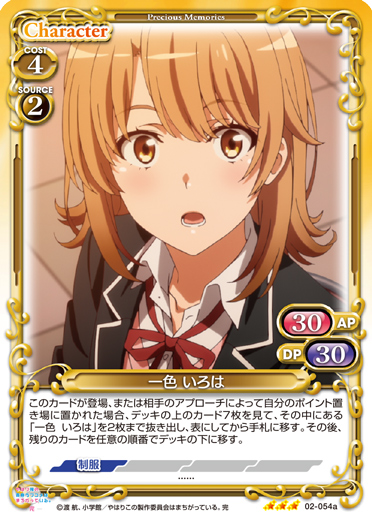 Precious Memories
Character
COST
4
SOURCE
2
30 AP
DP 30
一色 いろは
このカードが登場、または相手のアプローチによって自分のポイント置
き場に置かれた場合、デッキの上のカード7枚を見て、その中にある
「一色 いろは」を2枚まで抜き出し、表にしてから手札に移す。その後、
残りのカードを任意の順番でデッキの下に移す。
制服
……
©渡 航、小学館／やはりこの製作委員会はまちがっている。完
02-054a